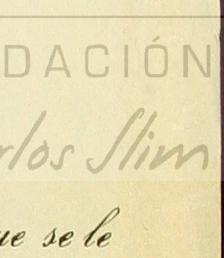 DACIÓN
rlos Slim
ue se le